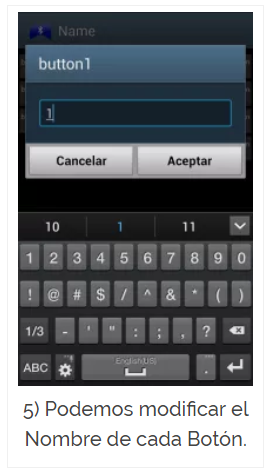 Name
button1
1
Cancelar Aceptar
10 1 11
1 2 3 4 5 6 7 8 9 0
! @ # $ / ^ & * ( )
1/3 - ' " : ; , ?
ABC English(US) .
5) Podemos modificar el
Nombre de cada Botón.